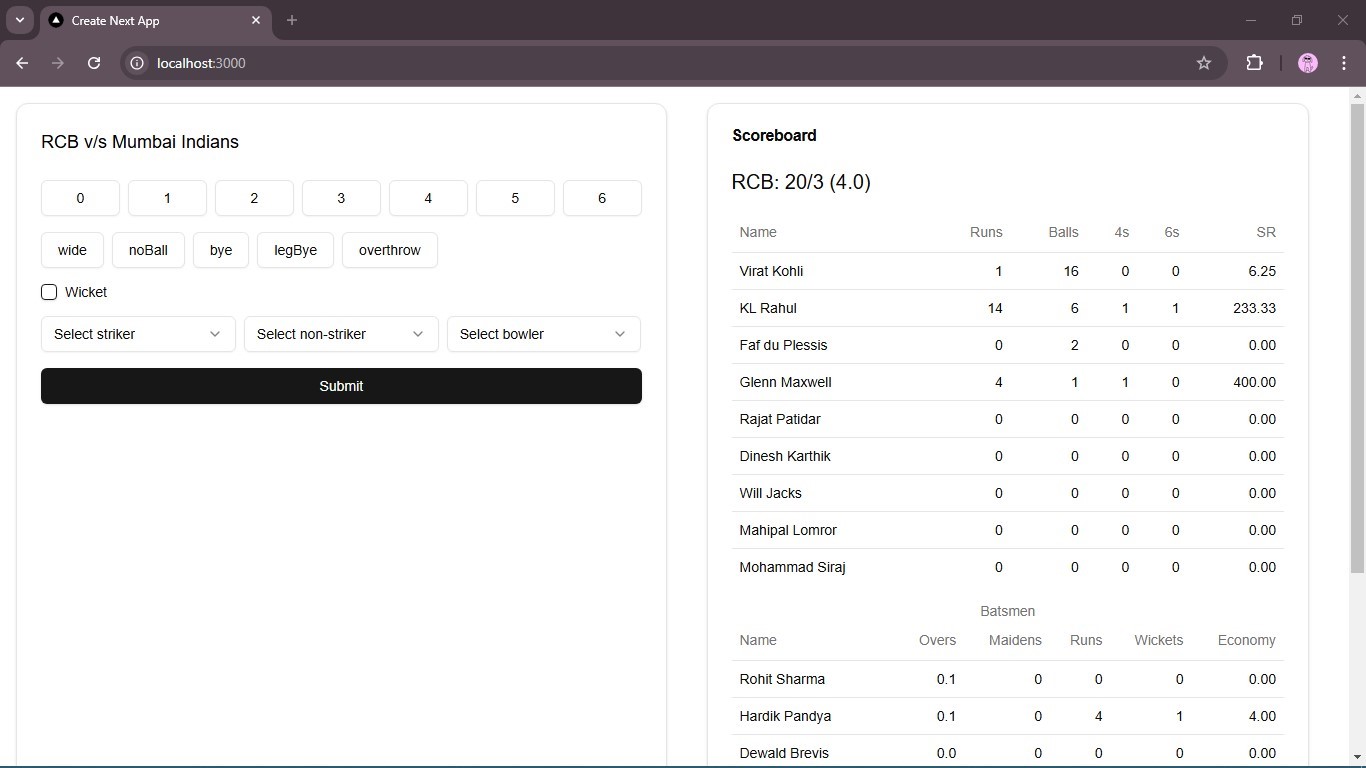 Create Next App
localhost:3000
RCB v/s Mumbai Indians
0 1 2 3 4 5 6
wide noBall bye legBye overthrow
Wicket
Select striker Select non-striker Select bowler
Submit
Scoreboard
RCB: 20/3 (4.0)
Name Runs Balls 4s 6s SR
Virat Kohli 1 16 0 0 6.25
KL Rahul 14 6 1 1 233.33
Faf du Plessis 0 2 0 0 0.00
Glenn Maxwell 4 1 1 0 400.00
Rajat Patidar 0 0 0 0 0.00
Dinesh Karthik 0 0 0 0 0.00
Will Jacks 0 0 0 0 0.00
Mahipal Lomror 0 0 0 0 0.00
Mohammad Siraj 0 0 0 0 0.00
Batsmen
Name Overs Maidens Runs Wickets Economy
Rohit Sharma 0.1 0 0 0 0.00
Hardik Pandya 0.1 0 4 1 4.00
Dewald Brevis 0.0 0 0 0 0.00